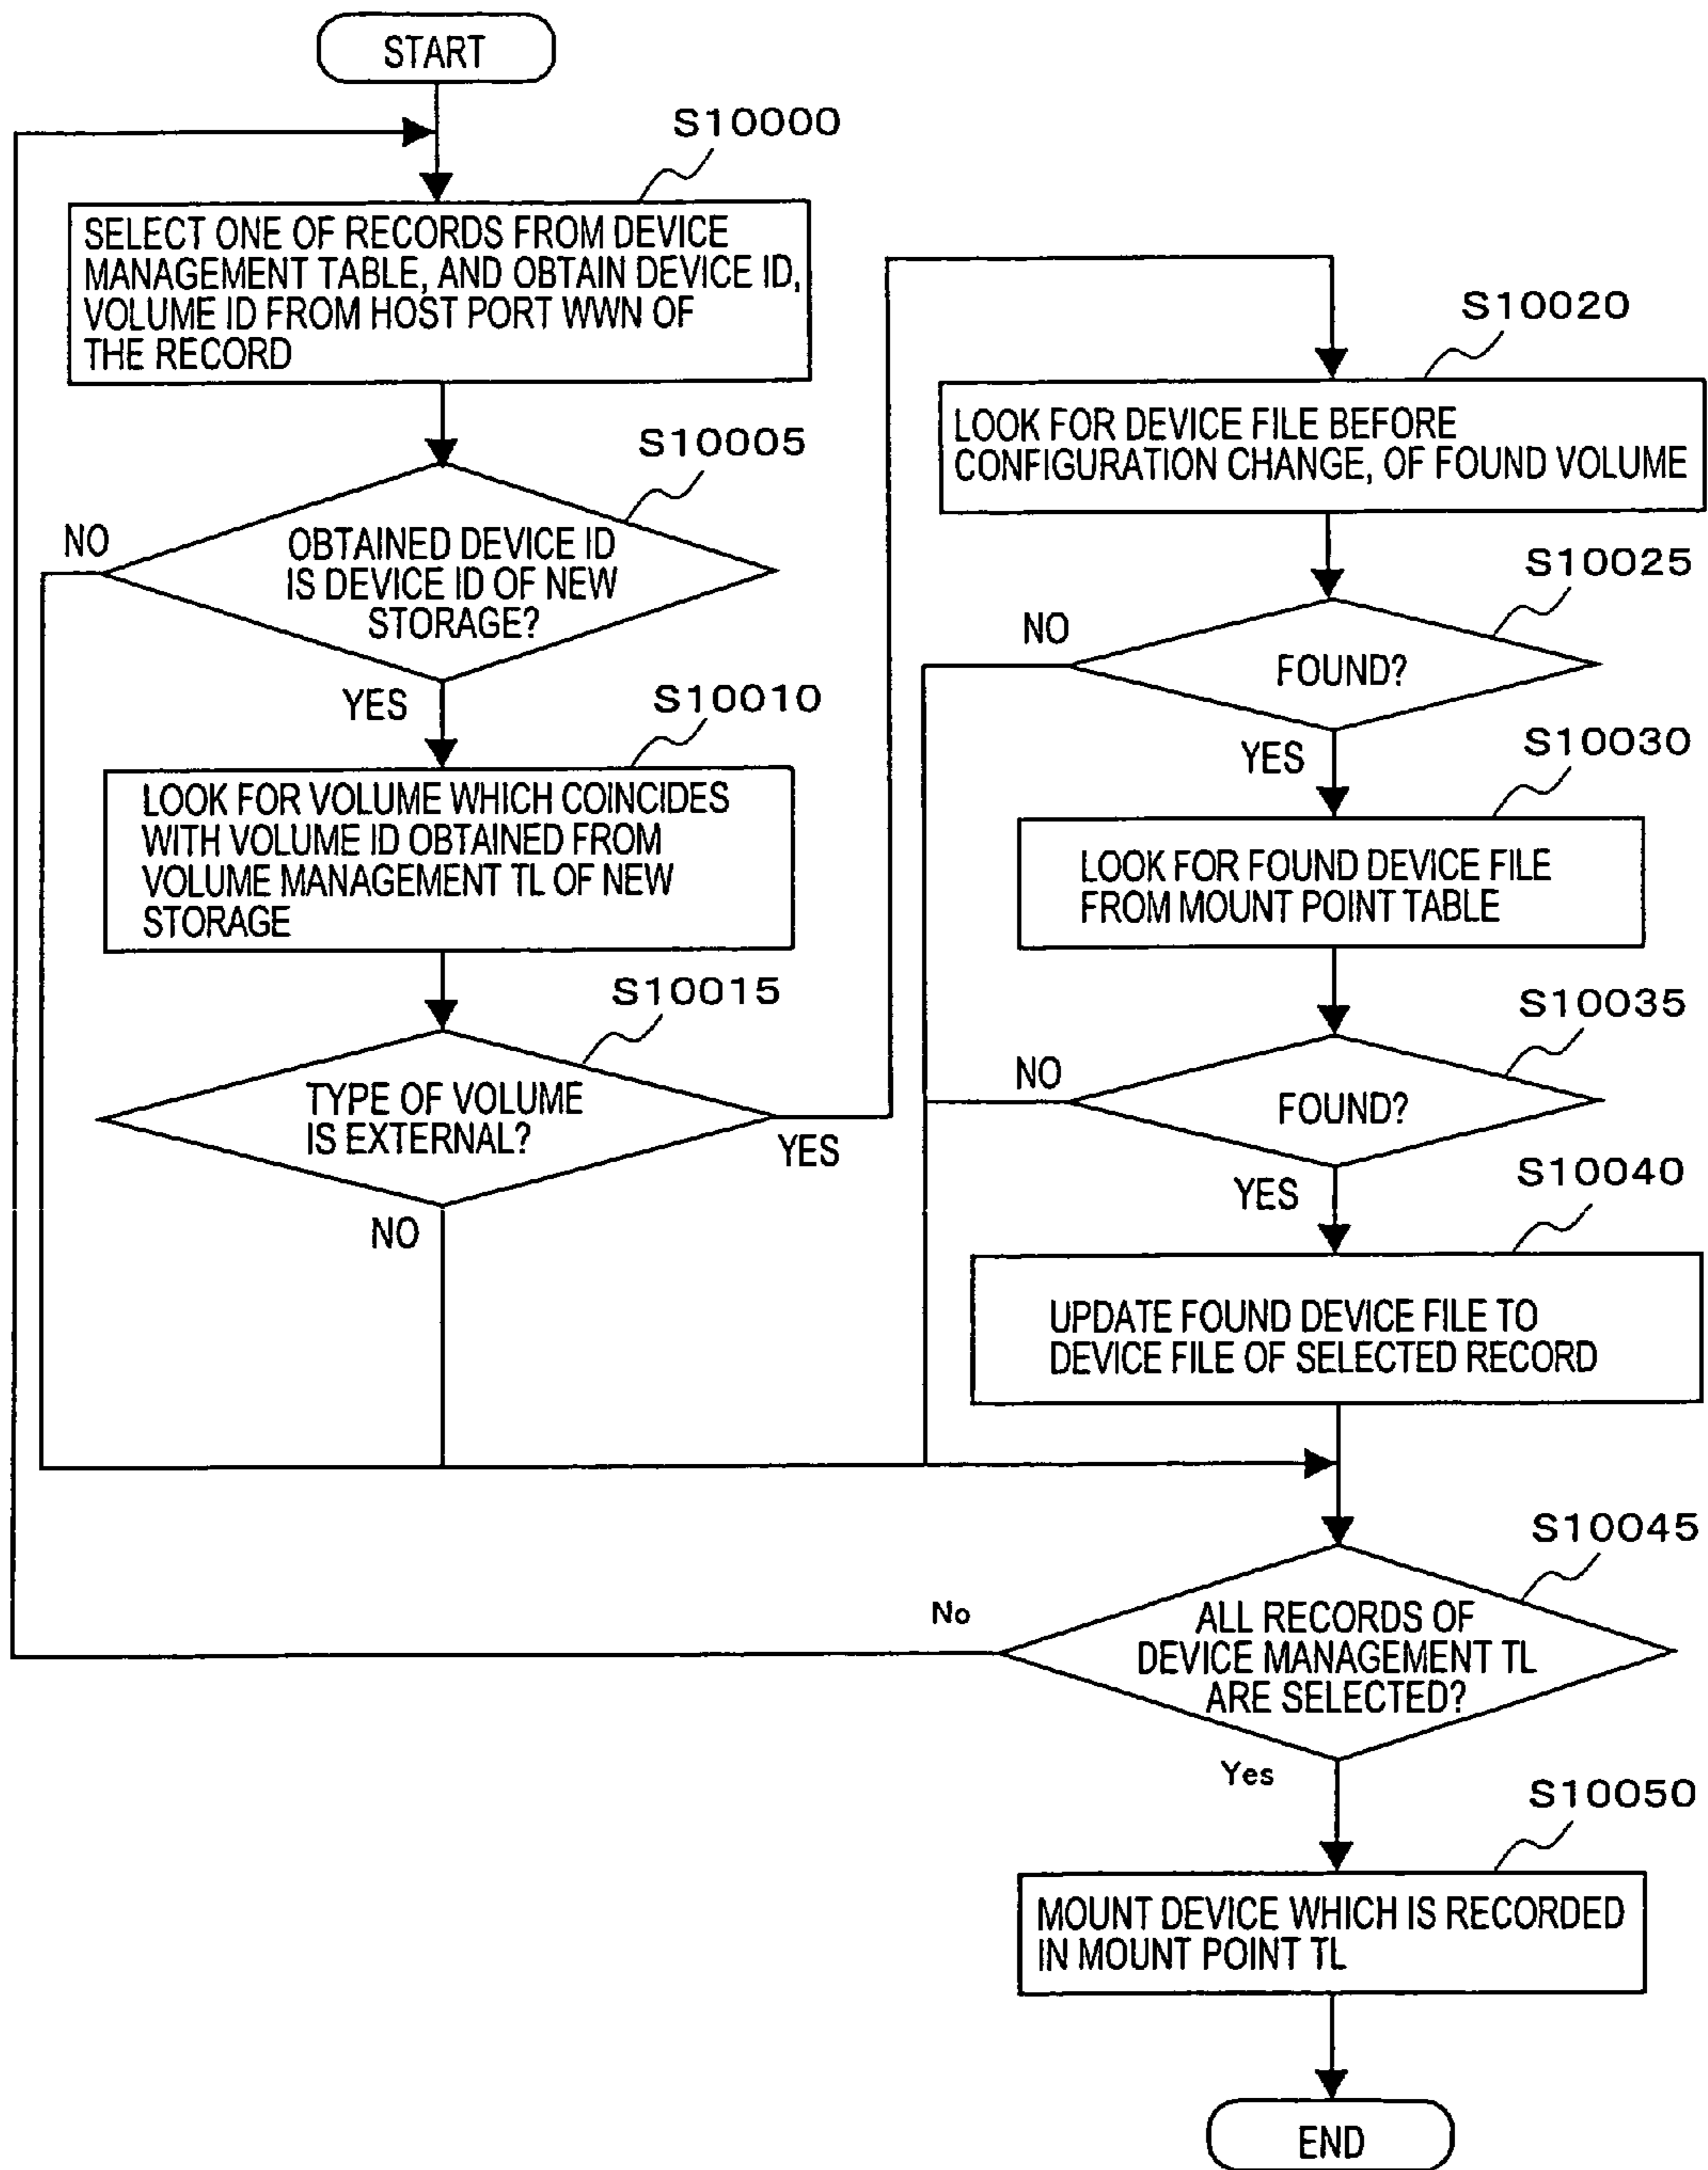 START
S10000
SELECT ONE OF RECORDS FROM DEVICE
MANAGEMENT TABLE, AND OBTAIN DEVICE ID,
VOLUME ID FROM HOST PORT WWN OF
THE RECORD
S10005
NO
OBTAINED DEVICE ID
IS DEVICE ID OF NEW
STORAGE?
YES
S10010
LOOK FOR VOLUME WHICH COINCIDES
WITH VOLUME ID OBTAINED FROM
VOLUME MANAGEMENT TL OF NEW
STORAGE
S10015
TYPE OF VOLUME
IS EXTERNAL?
YES
NO
S10020
LOOK FOR DEVICE FILE BEFORE
CONFIGURATION CHANGE, OF FOUND VOLUME
S10025
NO
FOUND?
YES
S10030
LOOK FOR FOUND DEVICE FILE
FROM MOUNT POINT TABLE
S10035
NO
FOUND?
YES
S10040
UPDATE FOUND DEVICE FILE TO
DEVICE FILE OF SELECTED RECORD
S10045
No
ALL RECORDS OF
DEVICE MANAGEMENT TL
ARE SELECTED?
Yes
S10050
MOUNT DEVICE WHICH IS RECORDED
IN MOUNT POINT TL
END